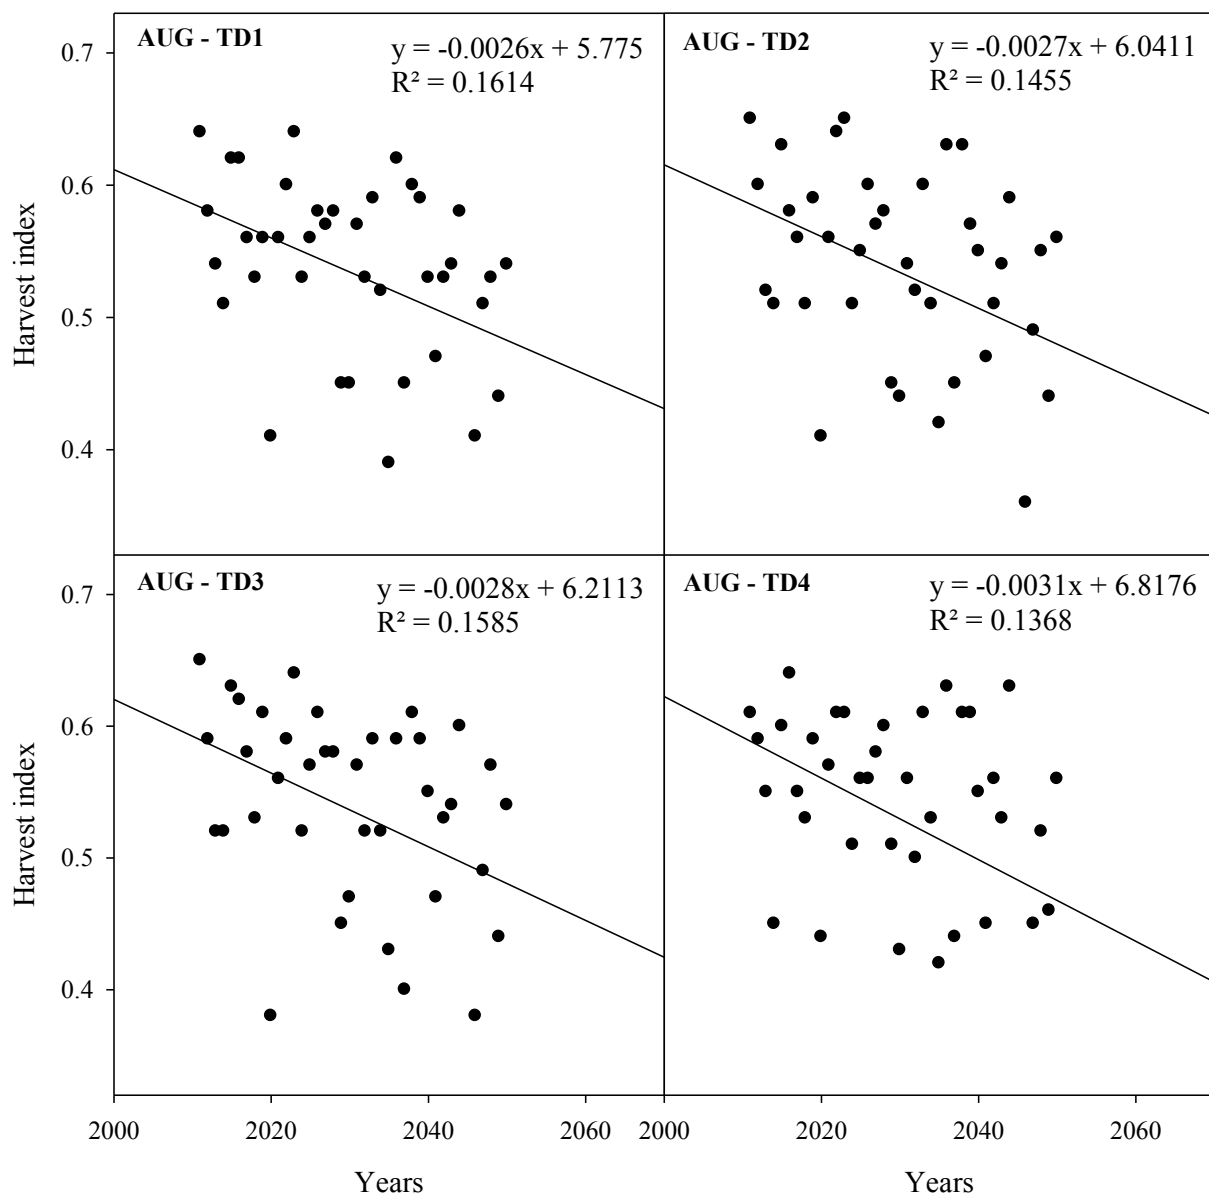 AUG - TD1
y = -0.0026x + 5.775
R² = 0.1614
AUG - TD2
y = -0.0027x + 6.0411
R² = 0.1455
0.7
0.6
0.5
0.4
Harvest index
AUG - TD3
y = -0.0028x + 6.2113
R² = 0.1585
AUG - TD4
y = -0.0031x + 6.8176
R² = 0.1368
0.7
0.6
0.5
0.4
Harvest index
2000 2020 2040 2060 2000 2020 2040 2060
Years Years